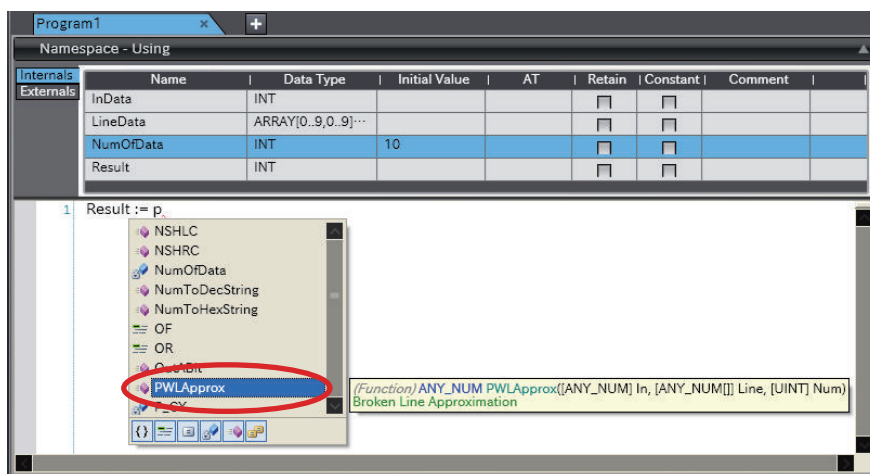 Program1 × +
Namespace - Using
Internals
Externals
Name Data Type Initial Value AT Retain Constant Comment
InData INT
LineData ARRAY[0..9,0..9]...
NumOfData INT 10
Result INT
1 Result := p
NSHLC
NSHRC
NumOfData
NumToDecString
NumToHexString
OF
OR
OutABit
PWLApprox (Function) ANY_NUM PWLApprox([ANY_NUM] In, [ANY_NUM[]] Line, [UINT] Num)
Broken Line Approximation
P_CY
{}